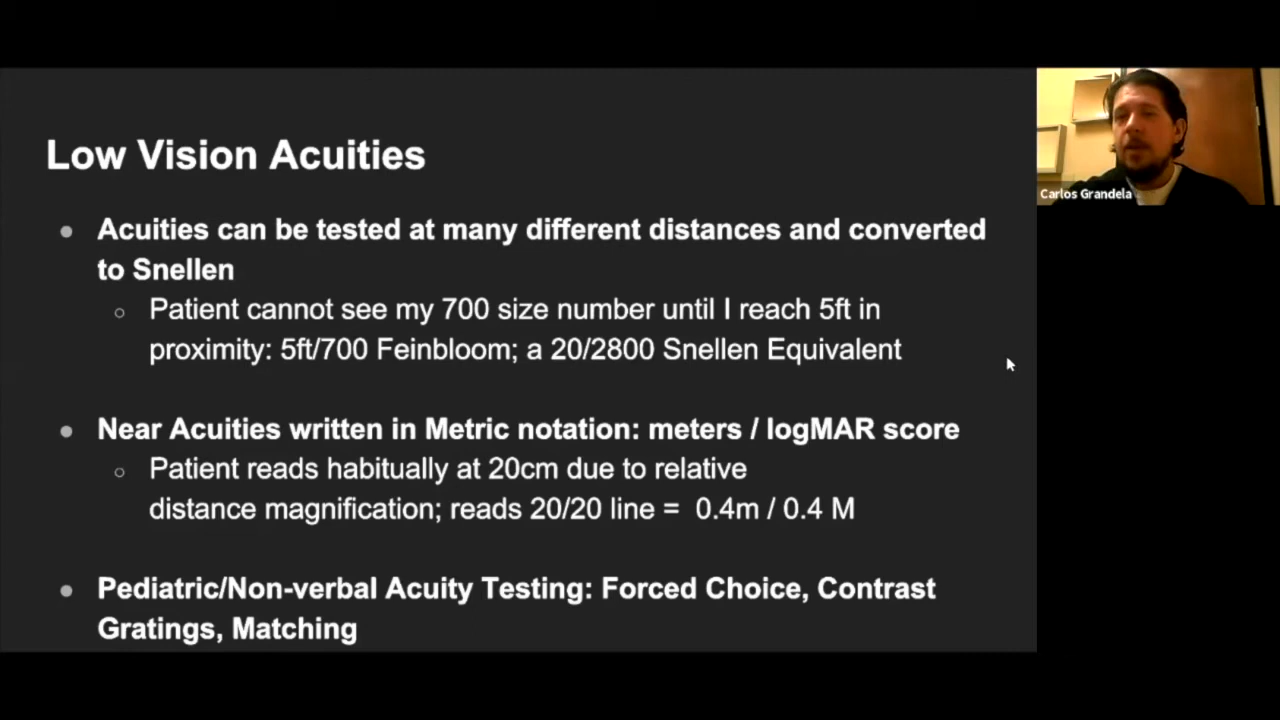 Low Vision Acuities
● Acuities can be tested at many different distances and converted
to Snellen
○ Patient cannot see my 700 size number until I reach 5ft in
proximity: 5ft/700 Feinbloom; a 20/2800 Snellen Equivalent
● Near Acuities written in Metric notation: meters / logMAR score
○ Patient reads habitually at 20cm due to relative
distance magnification; reads 20/20 line = 0.4m / 0.4 M
● Pediatric/Non-verbal Acuity Testing: Forced Choice, Contrast
Gratings, Matching
Carlos Grandela